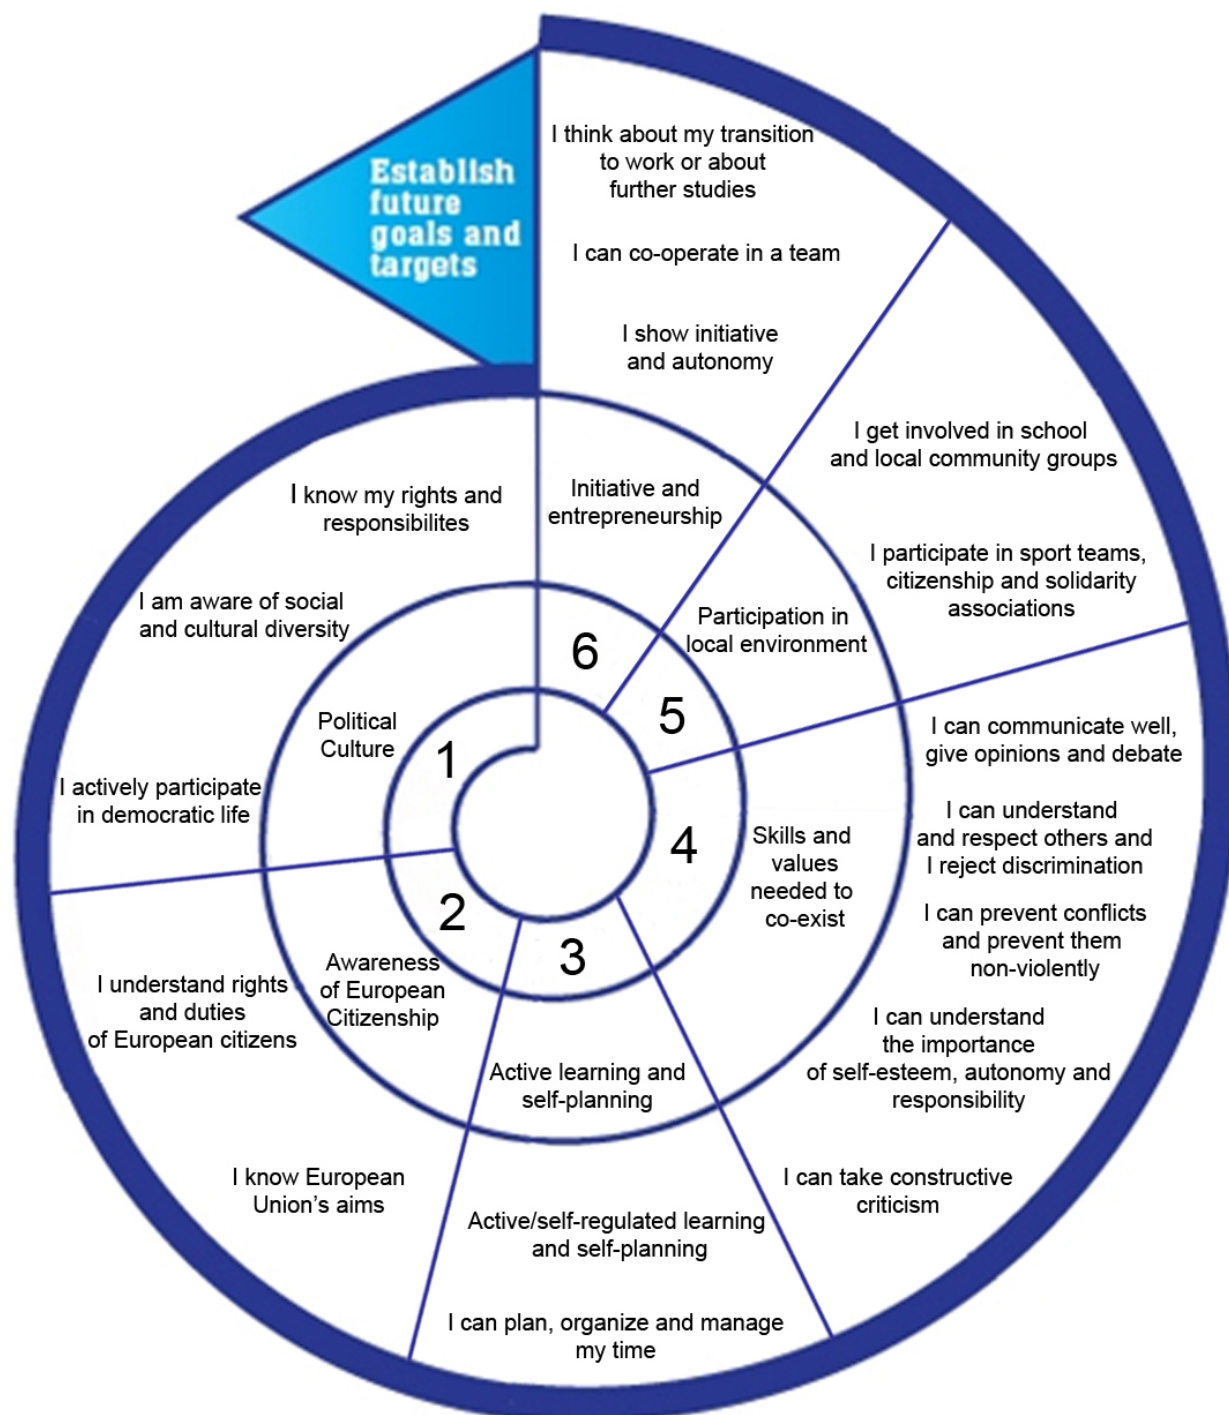 Establish
future
goals and
targets
I think about my transition
to work or about
further studies
I can co-operate in a team
I show initiative
and autonomy
Initiative and
entrepreneurship
6
I get involved in school
and local community groups
I participate in sport teams,
citizenship and solidarity
associations
Participation in
local environment
5
I can communicate well,
give opinions and debate
I can understand
and respect others and
I reject discrimination
I can prevent conflicts
and prevent them
non-violently
I can understand
the importance
of self-esteem, autonomy and
responsibility
I can take constructive
criticism
Skills and
values
needed to
co-exist
4
3
Active learning and
self-planning
Active/self-regulated learning
and self-planning
I can plan, organize and manage
my time
2
Awareness
of European
Citizenship
I understand rights
and duties
of European citizens
I know European
Union's aims
1
Political
Culture
I know my rights and
responsibilites
I am aware of social
and cultural diversity
I actively participate
in democratic life